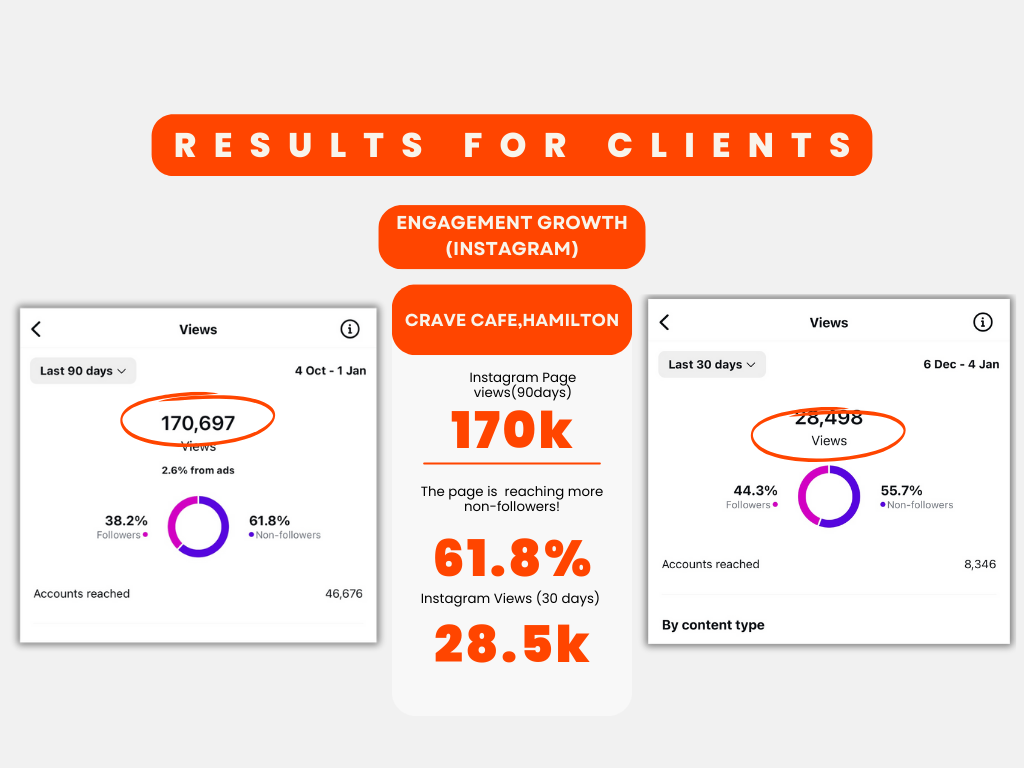 RESULTS FOR CLIENTS
ENGAGEMENT GROWTH
(INSTAGRAM)
Views
Last 90 days
4 Oct - 1 Jan
170,697
Views
2.6% from ads
38.2%
Followers
61.8%
Non-followers
Accounts reached
46,676
CRAVE CAFE,HAMILTON
Instagram Page
views(90days)
170k
The page is reaching more
non-followers!
61.8%
Instagram Views (30 days)
28.5k
Views
Last 30 days
6 Dec - 4 Jan
28,498
Views
44.3%
Followers
55.7%
Non-followers
Accounts reached
8,346
By content type